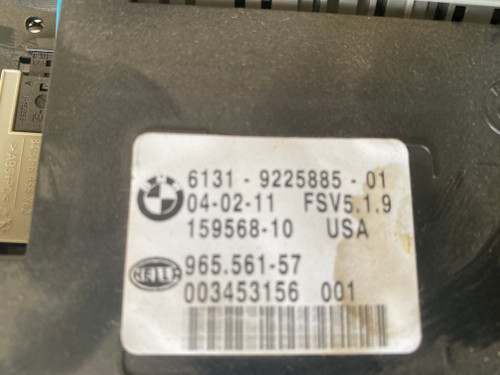 6131 - 9225885 - 01
04-02-11 FSV5.1.9
159568-10 USA
HELLA
965.561-57
003453156 001